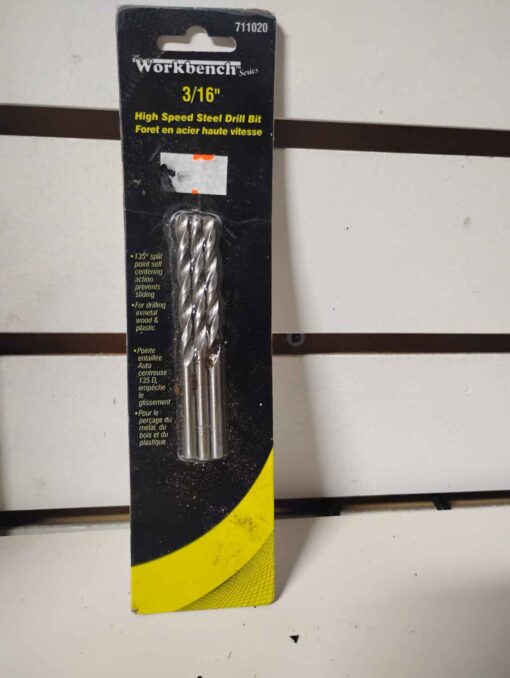 711020
THE
Workbench Series
3/16"
High Speed Steel Drill Bit
Foret en acier haute vitesse
•135° split
point self
centering
action
prevents
sliding
•For drilling
inmetal
wood &
plastic
•Pointe
entaillée
Auto
centreuse
135 D,
empêche
le
glissement
•Pour le
perçage du
métal, du
bois et du
plastique